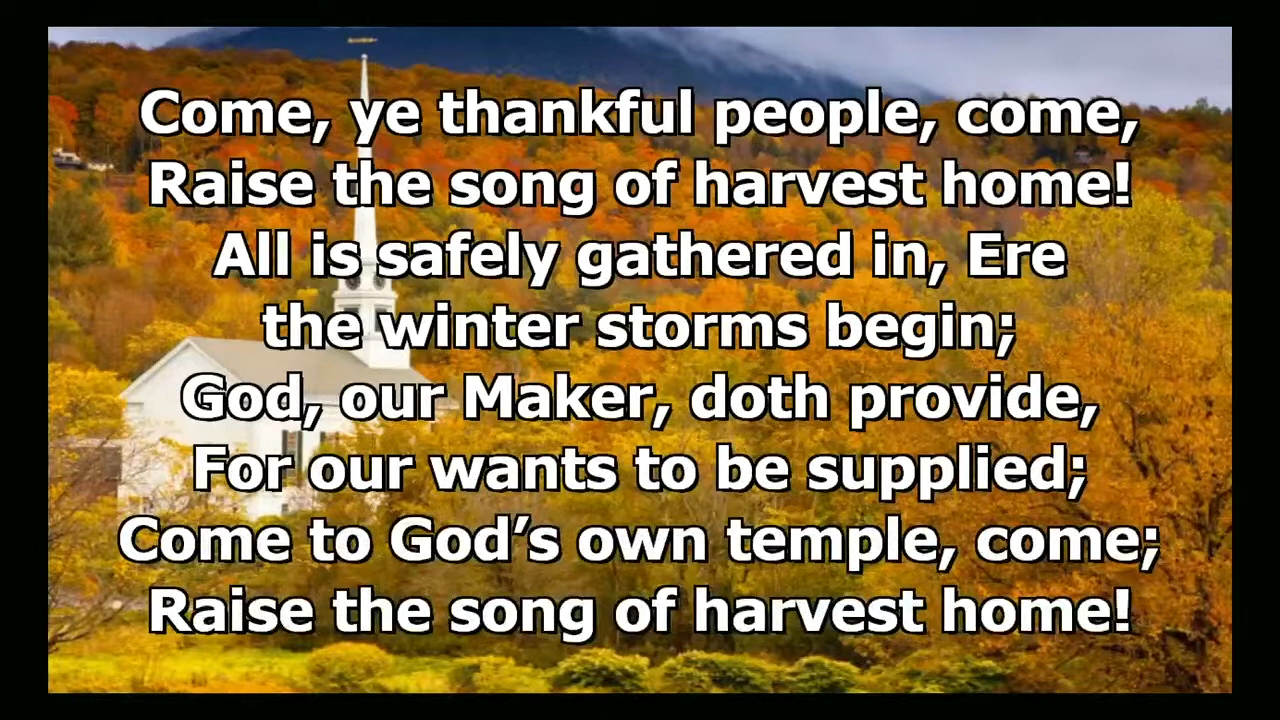 Come, ye thankful people, come,
Raise the song of harvest home!
All is safely gathered in, Ere
the winter storms begin;
God, our Maker, doth provide,
For our wants to be supplied;
Come to God’s own temple, come;
Raise the song of harvest home!